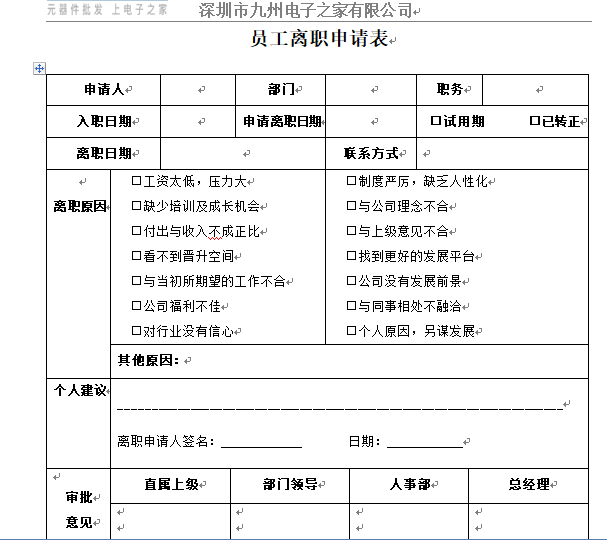 元器件批发 上电子之家 深圳市九州电子之家有限公司
员工离职申请表
申请人 部门 职务
入职日期 申请离职日期 □试用期 □已转正
离职日期 联系方式
离职原因
□工资太低，压力大 □制度严厉，缺乏人性化
□缺少培训及成长机会 □与公司理念不合
□付出与收入不成正比 □与上级意见不合
□看不到晋升空间 □找到更好的发展平台
□与当初所期望的工作不合 □公司没有发展前景
□公司福利不佳 □与同事相处不融洽
□对行业没有信心 □个人原因，另谋发展
其他原因：
个人建议
离职申请人签名：____________ 日期：____________
审批
意见
直属上级 部门领导 人事部 总经理